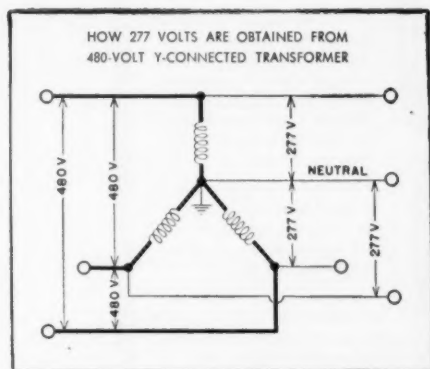 HOW 277 VOLTS ARE OBTAINED FROM
480-VOLT Y-CONNECTED TRANSFORMER
480 V
480 V
480 V
277 V
NEUTRAL
277 V
277 V